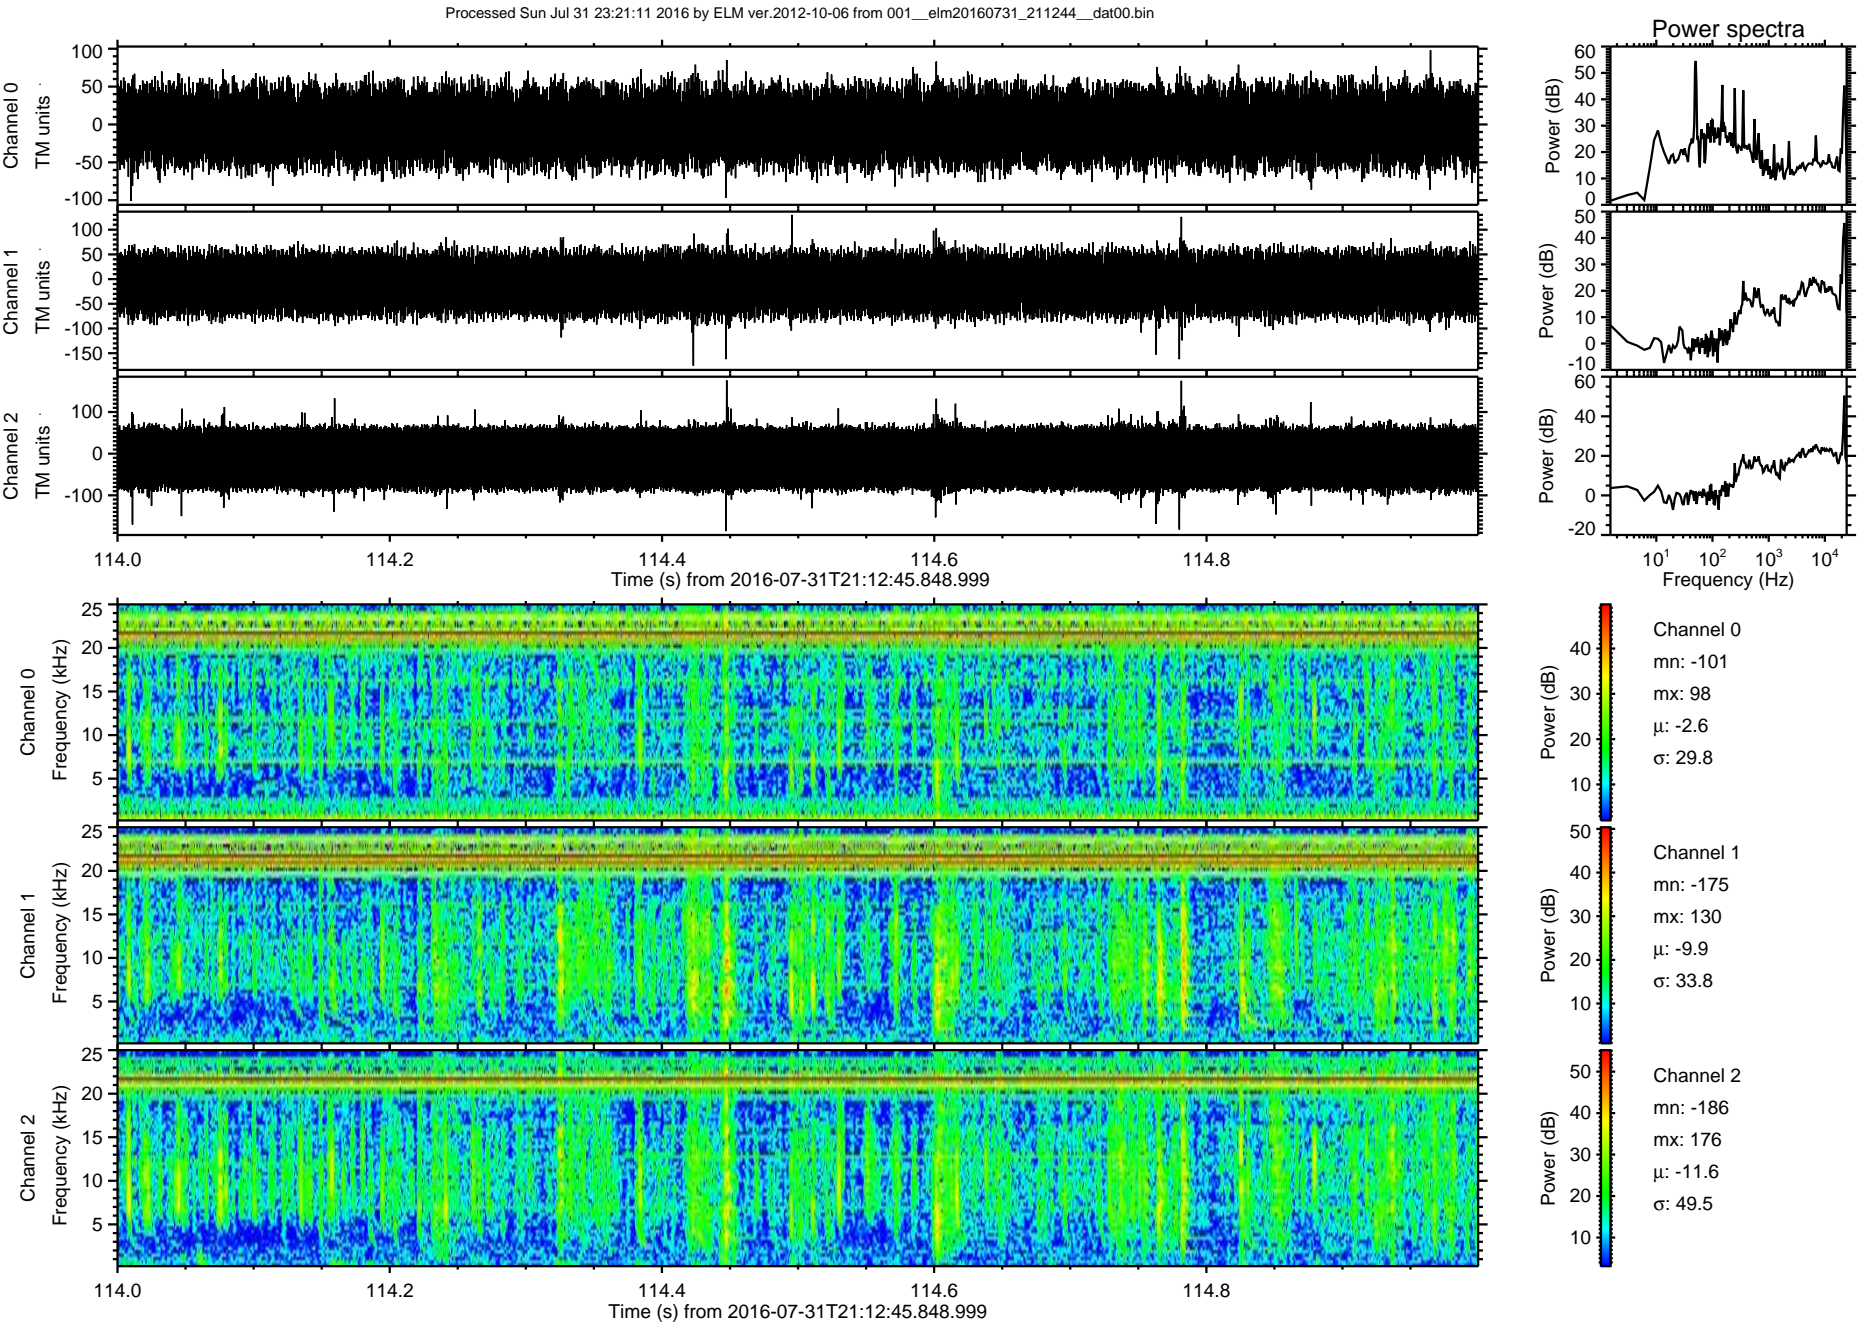 Processed Sun Jul 31 23:21:11 2016 by ELM ver.2012-10-06 from 001__elm20160731_211244__dat00.bin
Power spectra
Channel 0
TM units
100
50
0
-50
-100
Power (dB)
60
50
40
30
20
10
0
Channel 1
TM units
100
50
0
-50
-100
-150
Power (dB)
50
40
30
20
10
0
-10
Channel 2
TM units
100
0
-100
Power (dB)
60
40
20
0
-20
114.0 114.2 114.4 114.6 114.8
Time (s) from 2016-07-31T21:12:45.848.999
10^1 10^2 10^3 10^4
Frequency (Hz)
Channel 0
Frequency (kHz)
25
20
15
10
5
Power (dB)
40
30
20
10
Channel 0
mn: -101
mx: 98
μ: -2.6
σ: 29.8
Channel 1
Frequency (kHz)
25
20
15
10
5
Power (dB)
50
40
30
20
10
Channel 1
mn: -175
mx: 130
μ: -9.9
σ: 33.8
Channel 2
Frequency (kHz)
25
20
15
10
5
Power (dB)
50
40
30
20
10
Channel 2
mn: -186
mx: 176
μ: -11.6
σ: 49.5
114.0 114.2 114.4 114.6 114.8
Time (s) from 2016-07-31T21:12:45.848.999